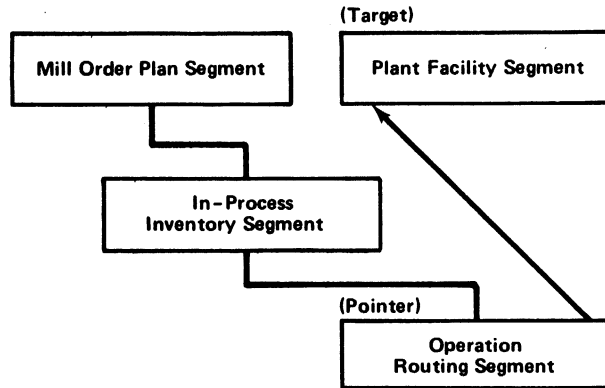 (Target)
Mill Order Plan Segment
Plant Facility Segment
In-Process
Inventory Segment
(Pointer)
Operation
Routing Segment